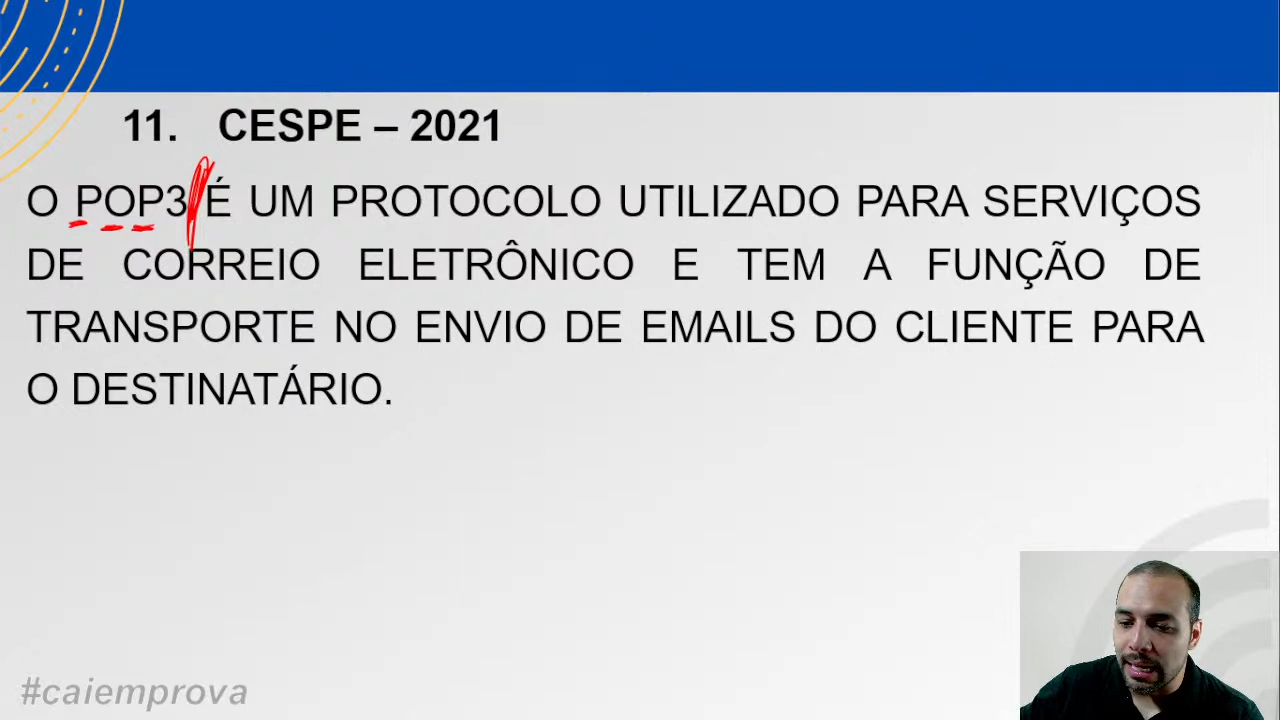 11. CESPE – 2021
O POP3 É UM PROTOCOLO UTILIZADO PARA SERVIÇOS
DE CORREIO ELETRÔNICO E TEM A FUNÇÃO DE
TRANSPORTE NO ENVIO DE EMAILS DO CLIENTE PARA
O DESTINATÁRIO.
#caiemprova